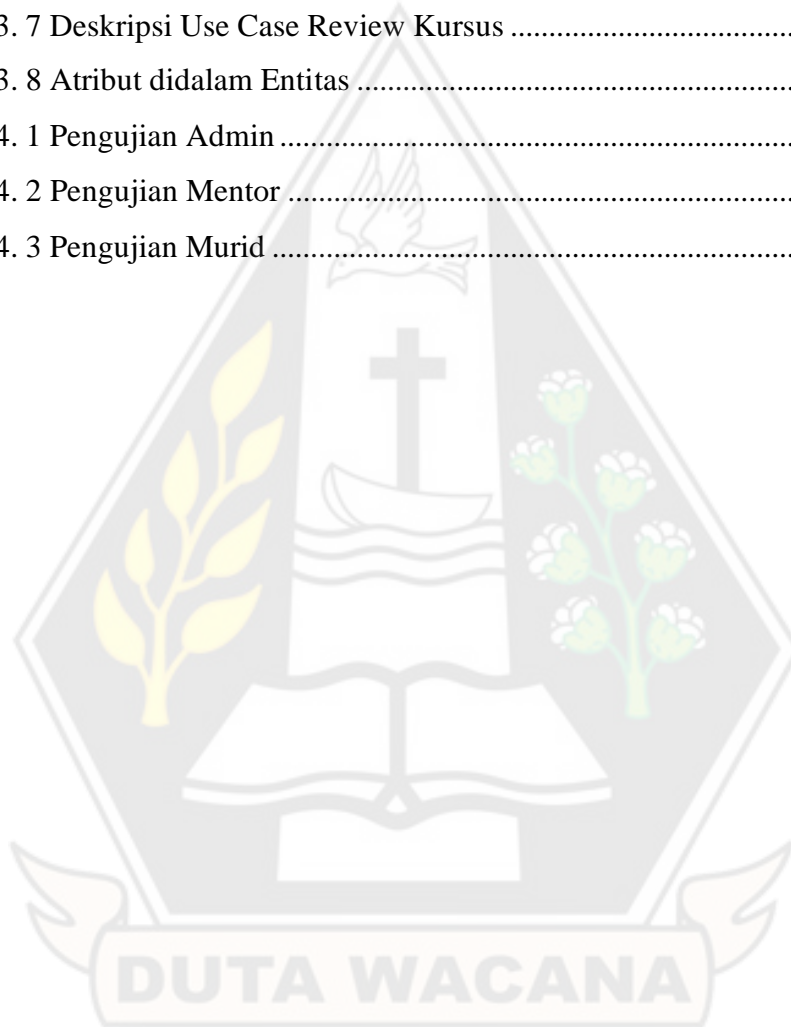 3. 7 Deskripsi Use Case Review Kursus ....................................
3. 8 Atribut didalam Entitas .......................................................
4. 1 Pengujian Admin .................................................................
4. 2 Pengujian Mentor ................................................................
4. 3 Pengujian Murid ..................................................................
DUTA WACANA